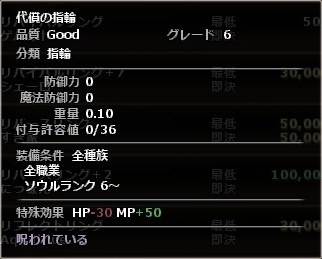 代償の指輪
品質 Good グレード 6
分類 指輪
防御力 0
魔法防御力 0
重量 0.10
付与許容値 0/36
装備条件 全種族
全職業
ソウルランク 6～
特殊効果 HP-30 MP+50
呪われている